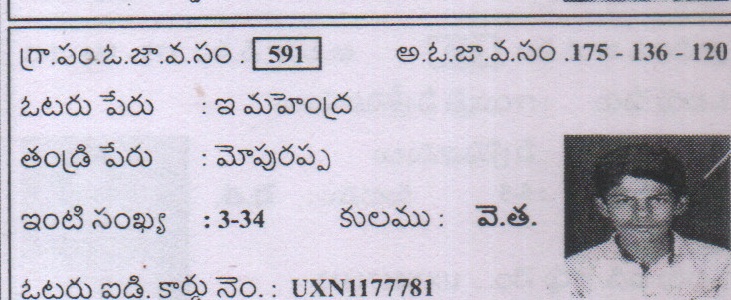 గ్రా.పం.ఓ.జా.వ.సం . 591 అ.ఓ.జా.వ.సం .175 - 136 - 120
ఓటరు పేరు : ఇ మహెంద్ర
తండ్రి పేరు : మోపురప్ప
ఇంటి సంఖ్య : 3-34 కులము : వె.త.
ఓటరు ఐడి. కార్డు నెం. : UXN1177781